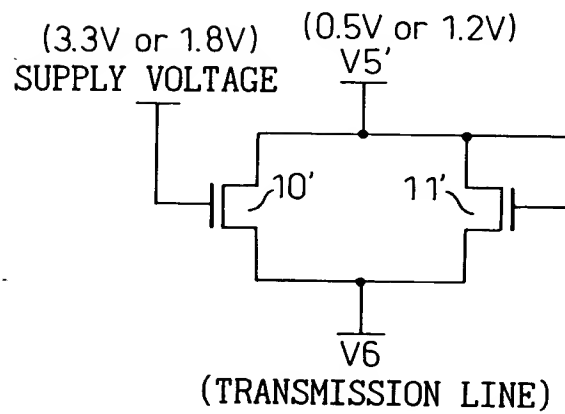 (3.3V or 1.8V)
SUPPLY VOLTAGE
(0.5V or 1.2V)
V5'
10'
11'
V6
(TRANSMISSION LINE)